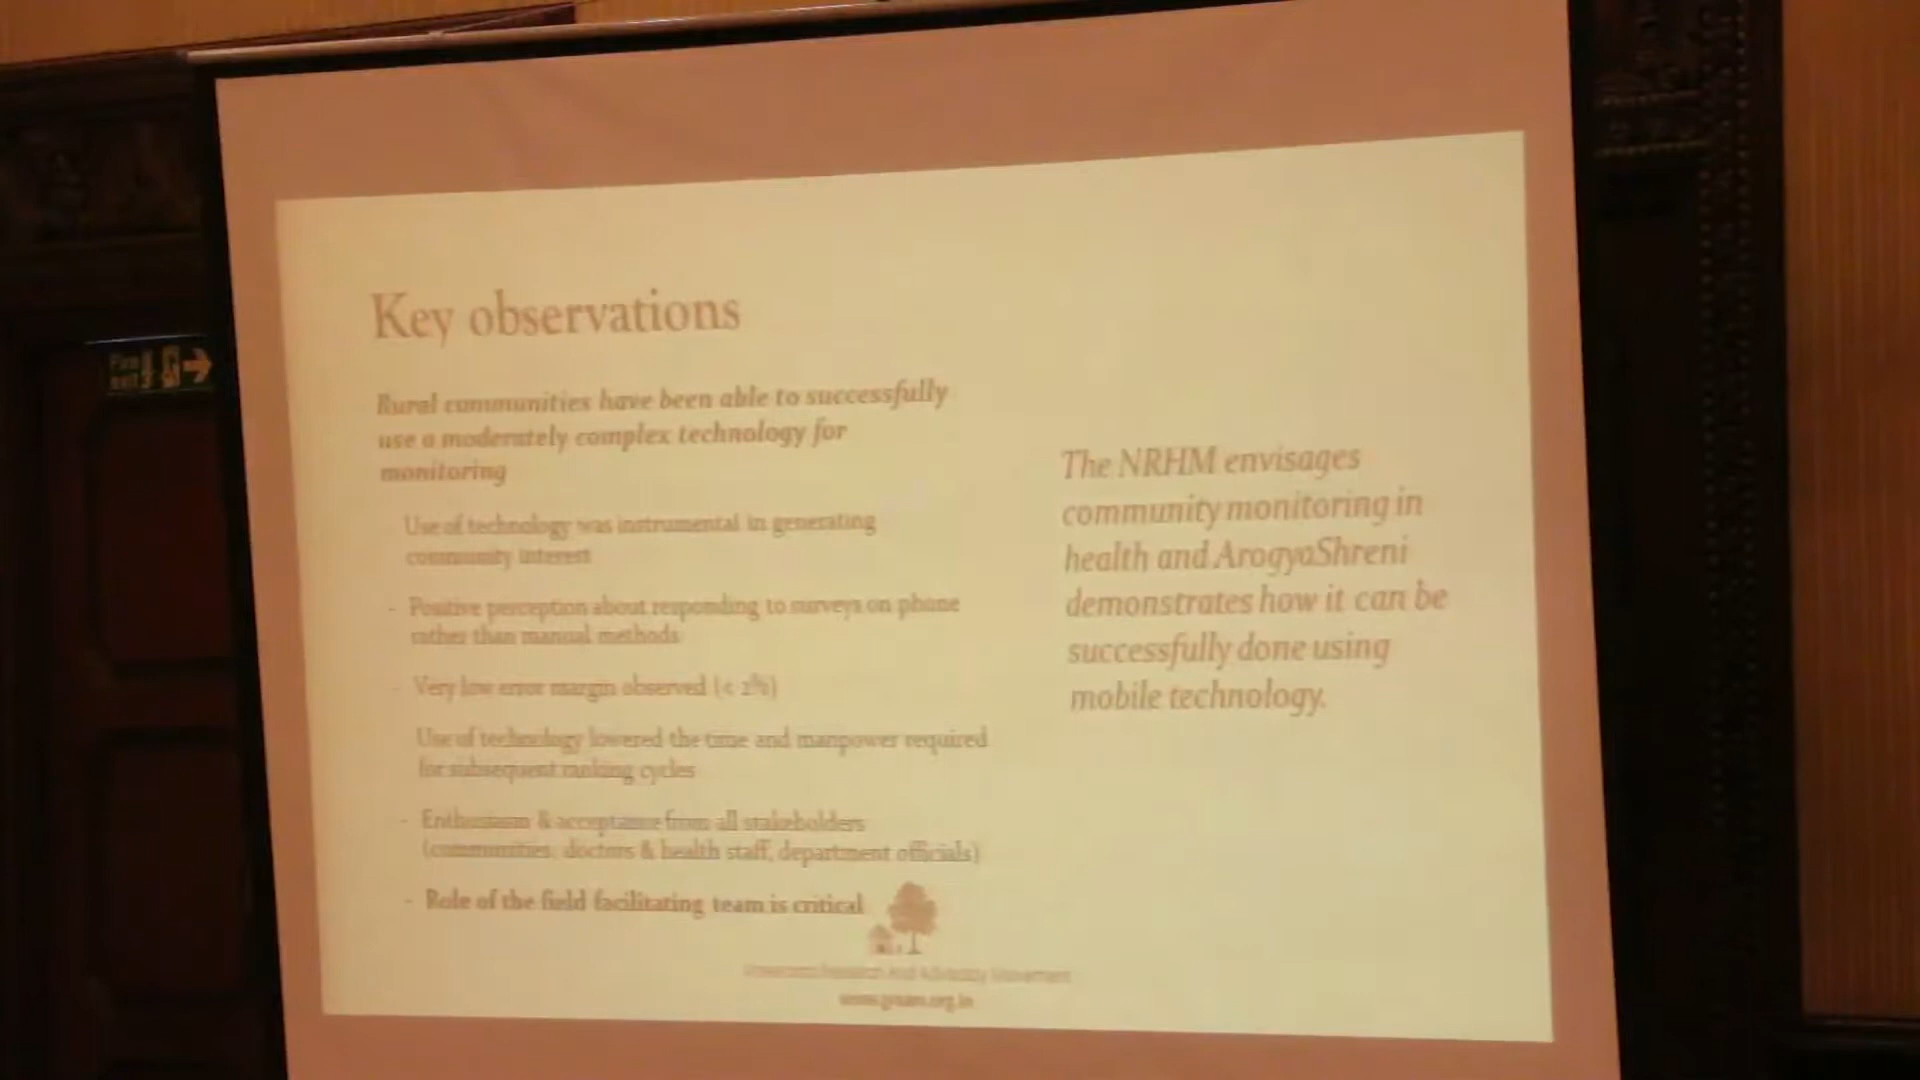 Fire
exit
Key observations
Rural communities have been able to successfully
use a moderately complex technology for
monitoring
Use of technology was instrumental in generating
community interest
- Positive perception about responding to surveys on phone
rather than manual methods
- Very low error margin observed (< 2%)
Use of technology lowered the time and manpower required
for subsequent ranking cycles
- Enthusiasm & acceptance from all stakeholders
(communities, doctors & health staff, department officials)
- Role of the field facilitating team is critical
The NRHM envisages
community monitoring in
health and ArogyaShreni
demonstrates how it can be
successfully done using
mobile technology.
Research And Advocacy Movement